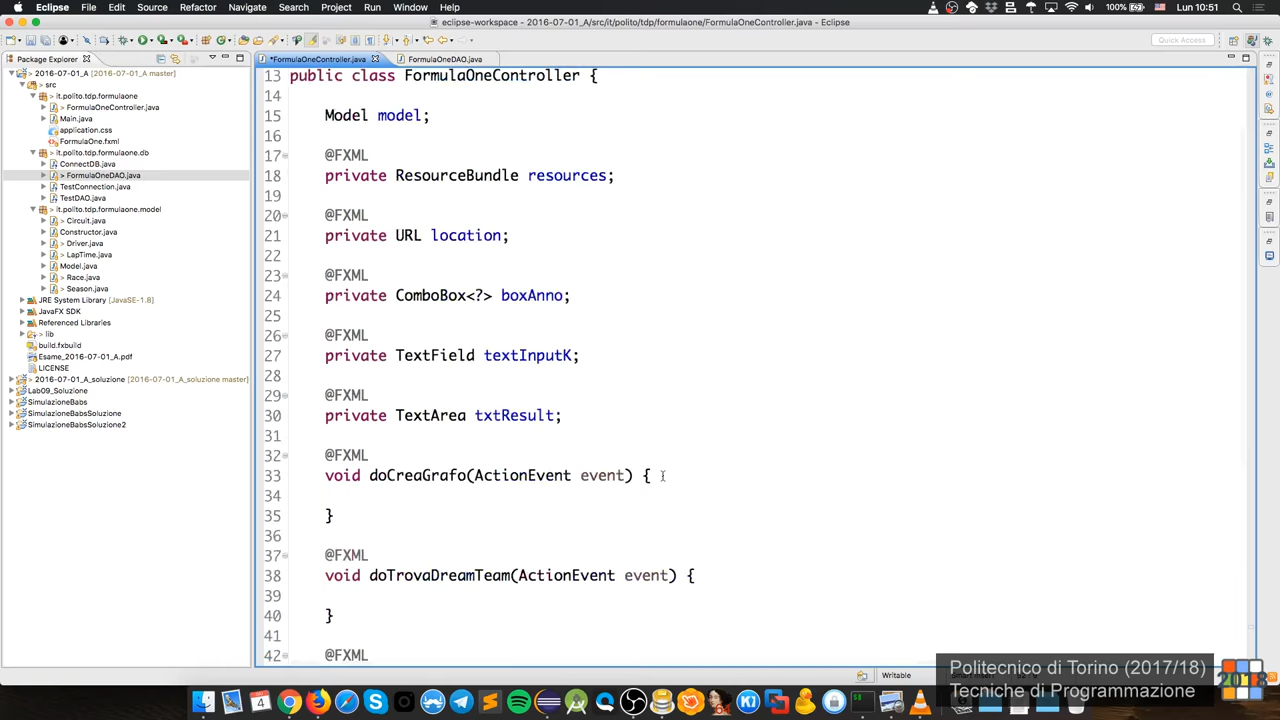 Eclipse File Edit Source Refactor Navigate Search Project Run Window Help 100% Lun 10:51
eclipse-workspace - 2016-07-01_A/src/it/polito/tdp/formulaone/FormulaOneController.java - Eclipse
Quick Access
Package Explorer
*FormulaOneController.java
FormulaOneDAO.java
> 2016-07-01_A [2016-07-01_A master]
> src
it.polito.tdp.formulaone
> FormulaOneController.java
Main.java
application.css
FormulaOne.fxml
it.polito.tdp.formulaone.db
ConnectDB.java
> FormulaOneDAO.java
TestConnection.java
TestDAO.java
it.polito.tdp.formulaone.model
> Circuit.java
Constructor.java
> Driver.java
> LapTime.java
Model.java
> Race.java
> Season.java
JRE System Library [JavaSE-1.8]
JavaFX SDK
Referenced Libraries
> lib
build.fxbuild
Esame_2016-07-01_A.pdf
LICENSE
> 2016-07-01_A_soluzione [2016-07-01_A_soluzione master]
Lab09_Soluzione
SimulazioneBabs
SimulazioneBabsSoluzione
SimulazioneBabsSoluzione2
13 public class FormulaOneController {
14
15 Model model;
16
17 @FXML
18 private ResourceBundle resources;
19
20 @FXML
21 private URL location;
22
23 @FXML
24 private ComboBox<?> boxAnno;
25
26 @FXML
27 private TextField textInputK;
28
29 @FXML
30 private TextArea txtResult;
31
32 @FXML
33 void doCreaGrafo(ActionEvent event) {
34
35 }
36
37 @FXML
38 void doTrovaDreamTeam(ActionEvent event) {
39
40 }
41
42 @FXML
Writable
Politecnico di Torino (2017/18)
Tecniche di Programmazione
2018